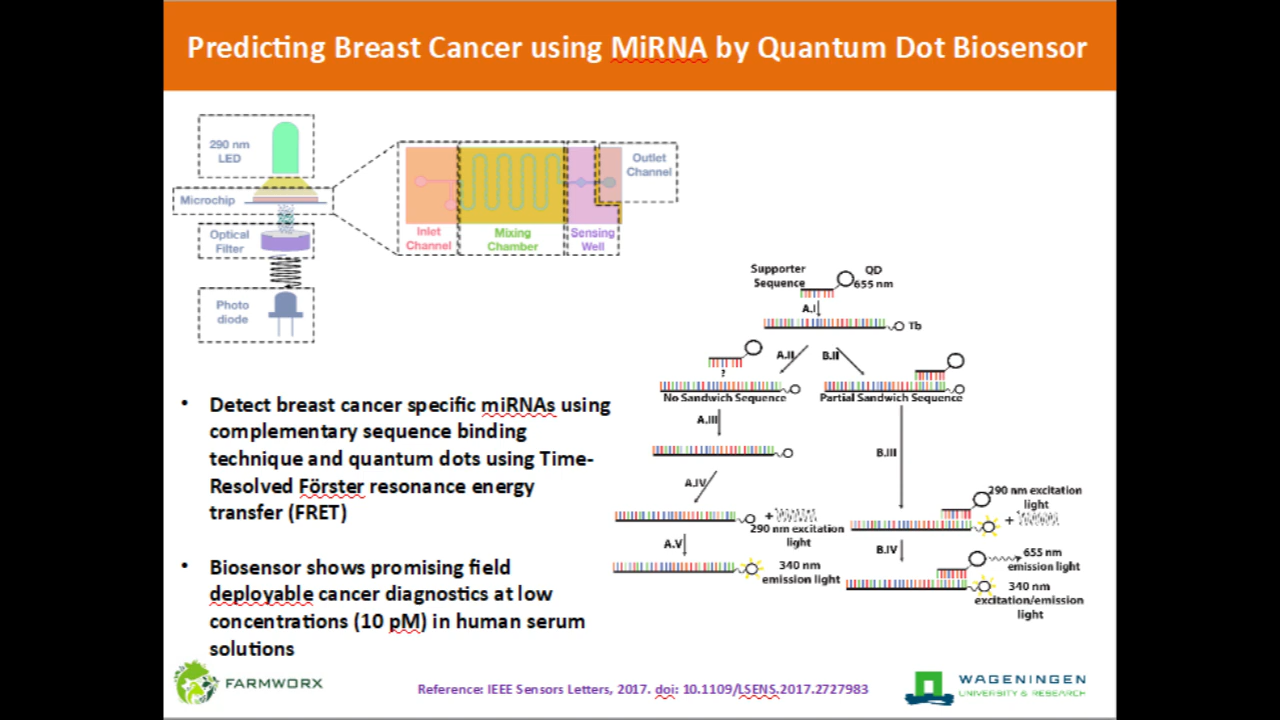 Predicting Breast Cancer using MiRNA by Quantum Dot Biosensor
290 nm
LED
Microchip
Optical
Filter
Photo
diode
Inlet
Channel
Mixing
Chamber
Sensing
Well
Outlet
Channel
Supporter
Sequence
QD
655 nm
A.I
Tb
A.II
B.II
?
No Sandwich Sequence
Partial Sandwich Sequence
A.III
B.III
A.IV
+
290 nm excitation
light
A.V
340 nm
emission light
290 nm excitation
light
+
B.IV
655 nm
emission light
340 nm
excitation/emission
light
• Detect breast cancer specific miRNAs using
complementary sequence binding
technique and quantum dots using Time-
Resolved Förster resonance energy
transfer (FRET)
• Biosensor shows promising field
deployable cancer diagnostics at low
concentrations (10 pM) in human serum
solutions
FARMWORX
Reference: IEEE Sensors Letters, 2017. doi: 10.1109/LSENS.2017.2727983
WAGENINGEN
UNIVERSITY & RESEARCH